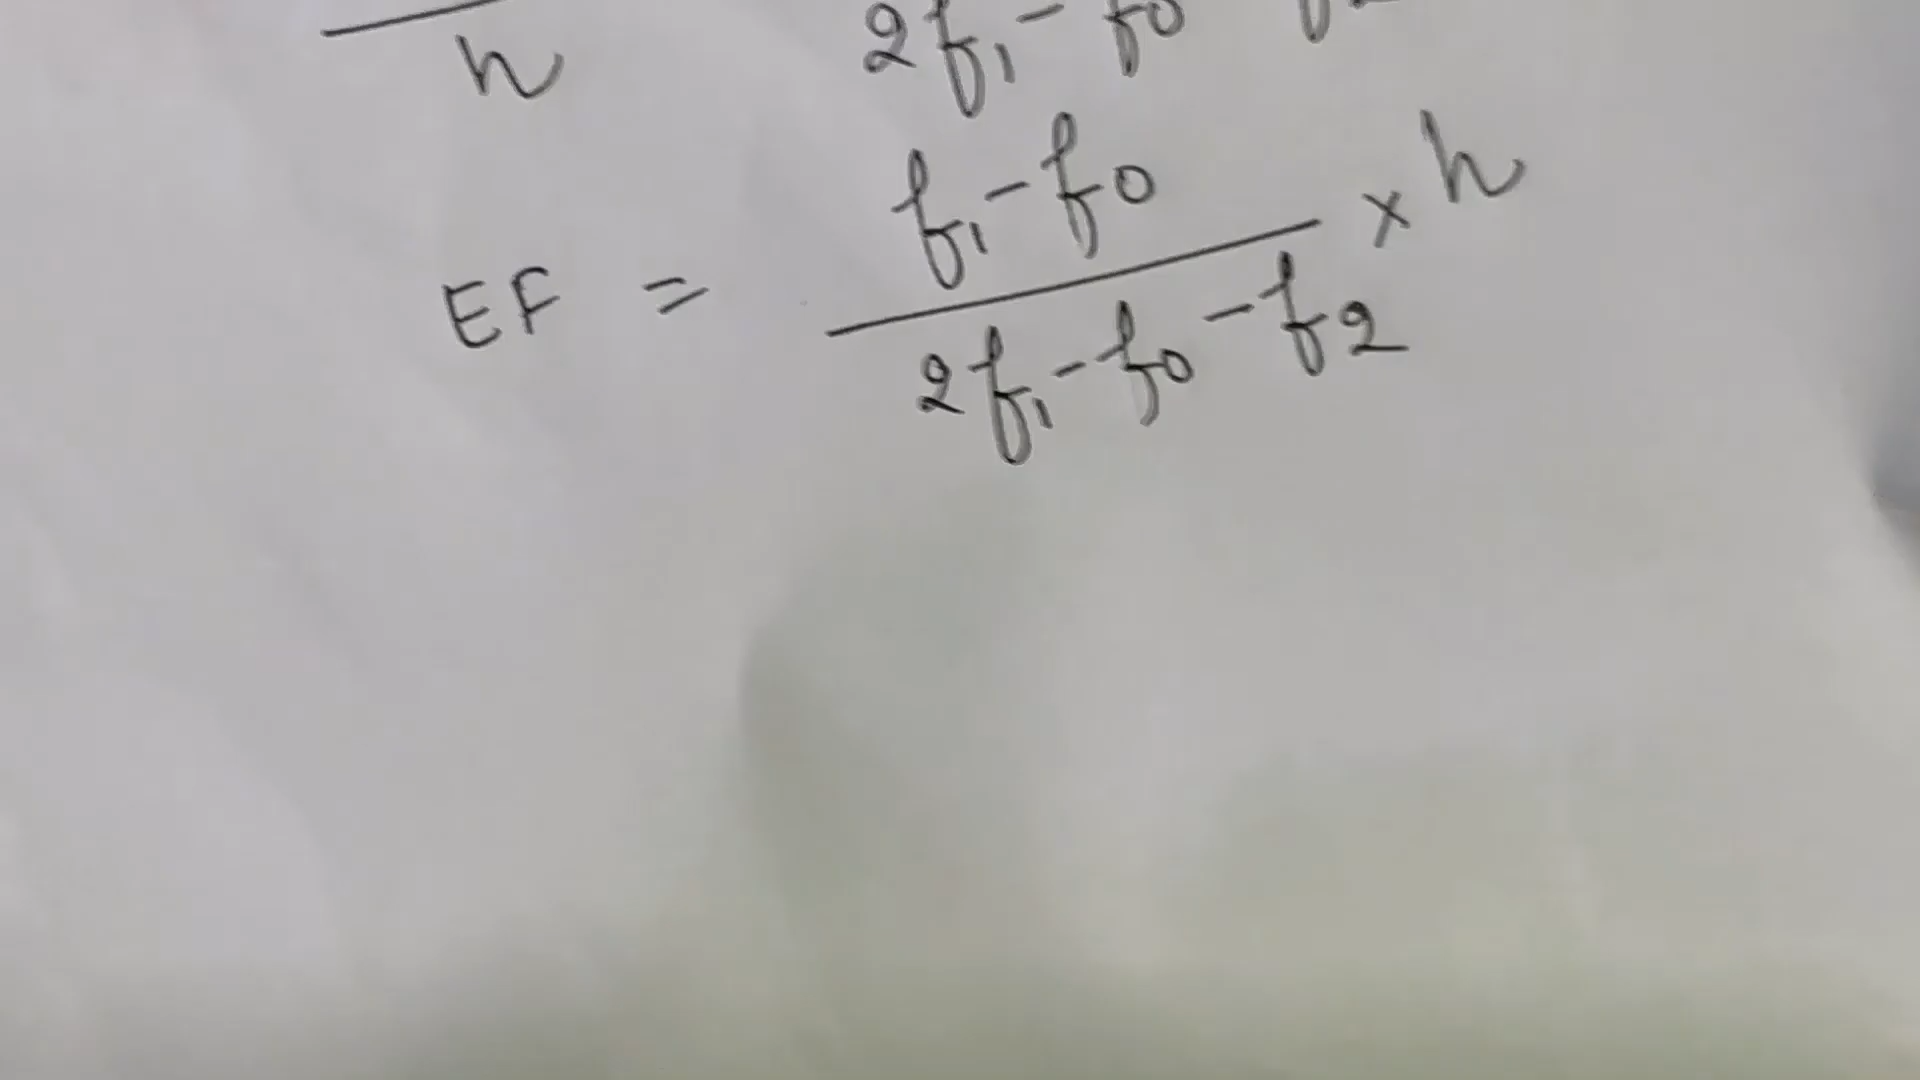 h 2f₁ - f₀
EF = (f₁ - f₀) / (2f₁ - f₀ - f₂) × h